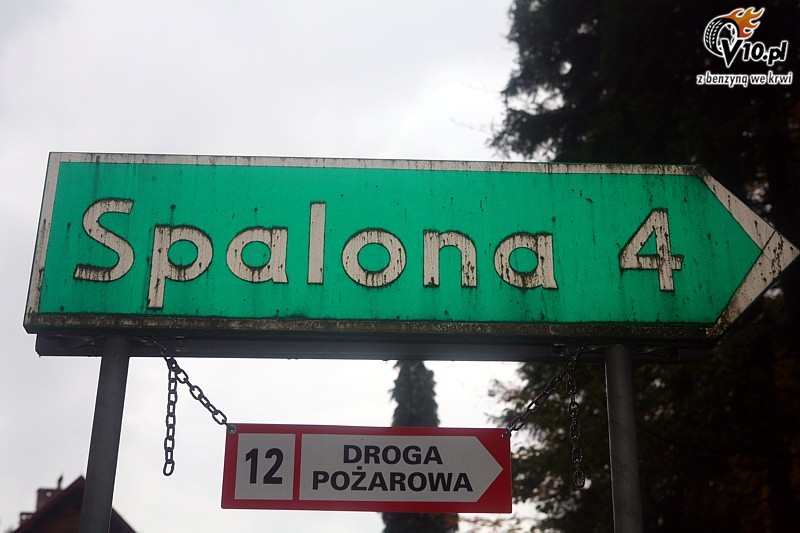 V10.pl
z benzyną we krwi
Spalona 4
12 DROGA
POŻAROWA